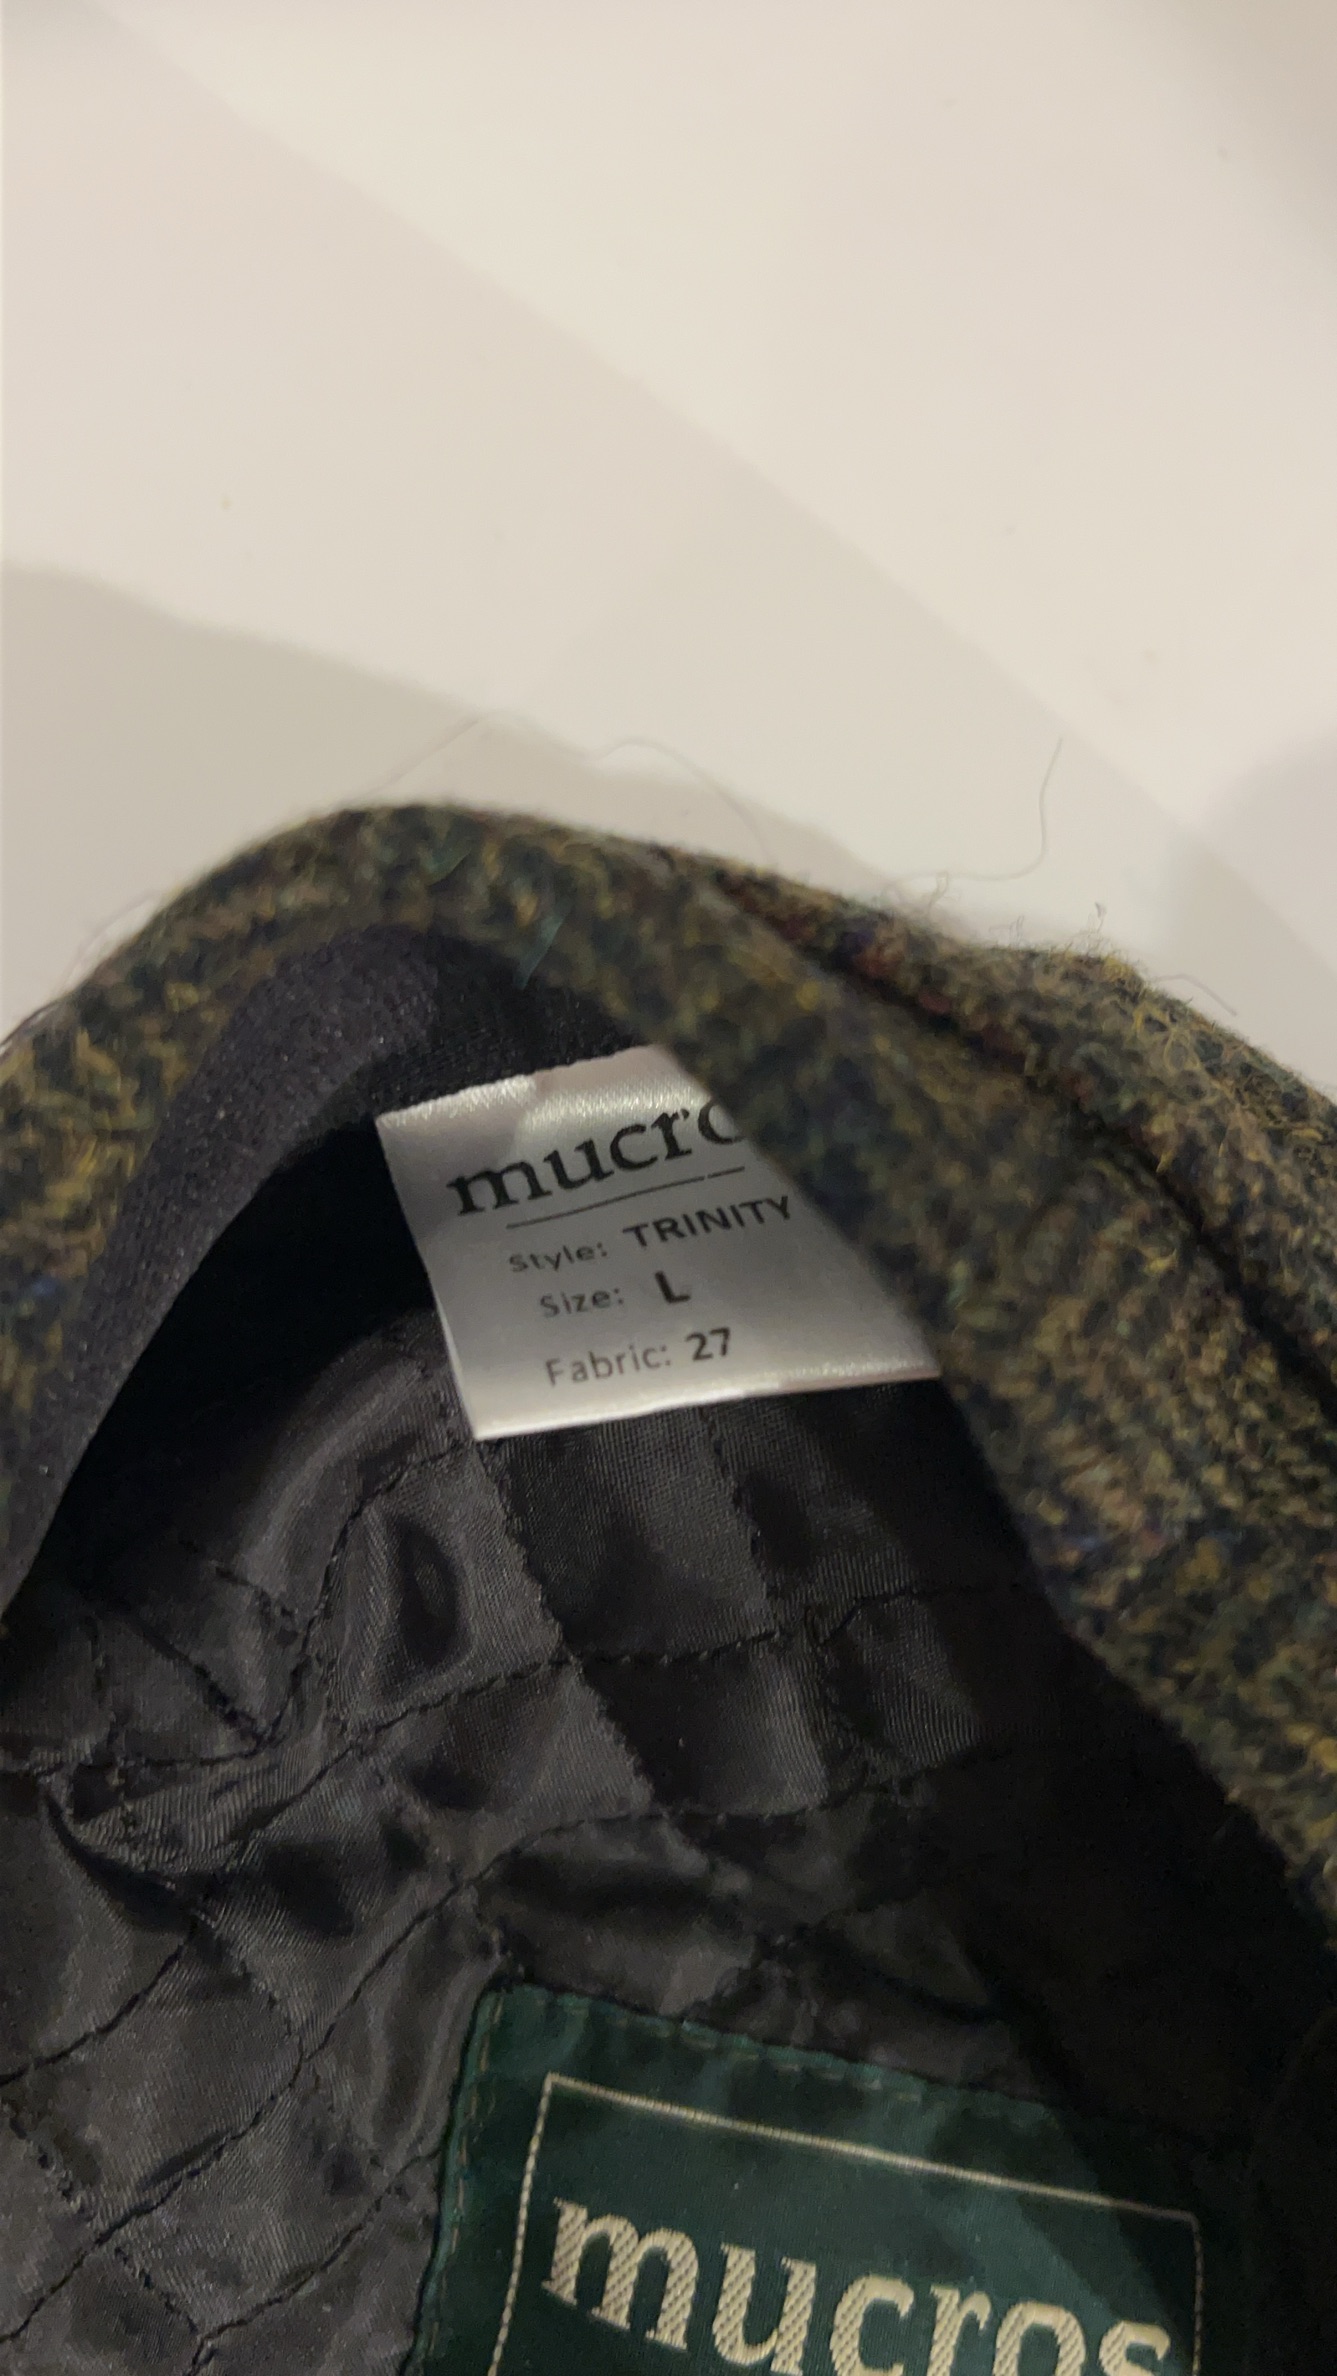 mucro
Style: TRINITY
Size: L
Fabric: 27
mucros